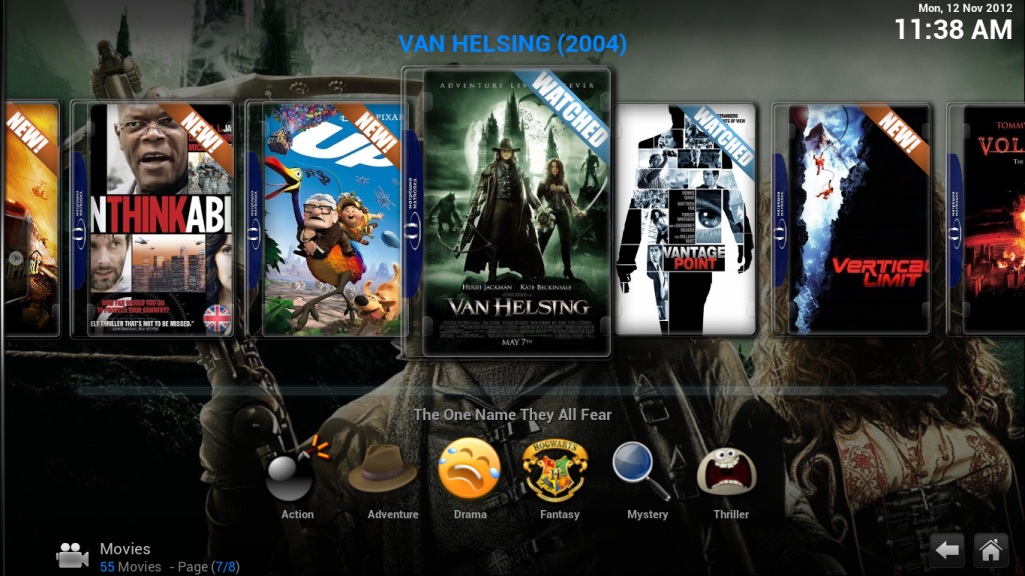 Mon, 12 Nov 2012
11:38 AM
VAN HELSING (2004)
NEW!
NEW!
NTHINKABL
ELY THRILLER THAT'S NOT TO BE MISSED."
PIXAR
NEW!
UP
ADVENTURE LIVES FOREVER
WATCHED
HUGH JACKMAN KATE BECKINSALE
VAN HELSING
MAY 7TH
WATCHED
VANTAGE
POINT
NEW!
VERTICAL
LIMIT
TOMMY
VOL
The One Name They All Fear
HOGWARTS
Action
Adventure
Drama
Fantasy
Mystery
Thriller
Movies
55 Movies - Page (7/8)